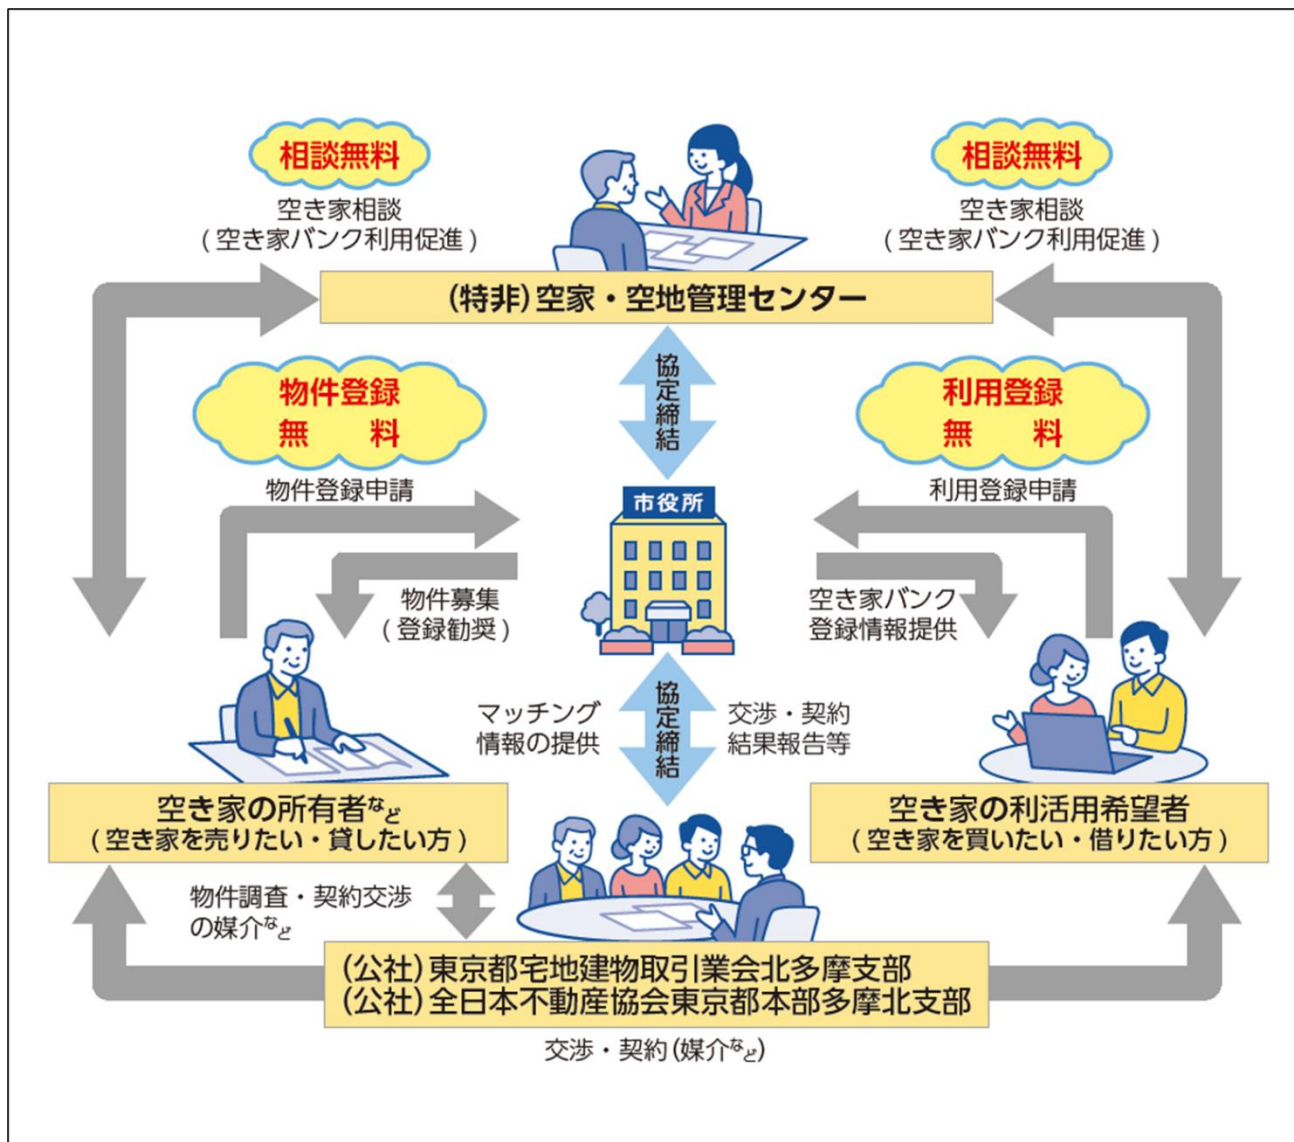 相談無料
空き家相談
(空き家バンク利用促進)
相談無料
空き家相談
(空き家バンク利用促進)
(特非)空家・空地管理センター
協定締結
物件登録
無　料
物件登録申請
利用登録
無　料
利用登録申請
市役所
物件募集
(登録勧奨)
空き家バンク
登録情報提供
マッチング
情報の提供
協定締結
交渉・契約
結果報告等
空き家の所有者など
(空き家を売りたい・貸したい方)
空き家の利活用希望者
(空き家を買いたい・借りたい方)
物件調査・契約交渉
の媒介など
(公社)東京都宅地建物取引業会北多摩支部
(公社)全日本不動産協会東京都本部多摩北支部
交渉・契約(媒介など)